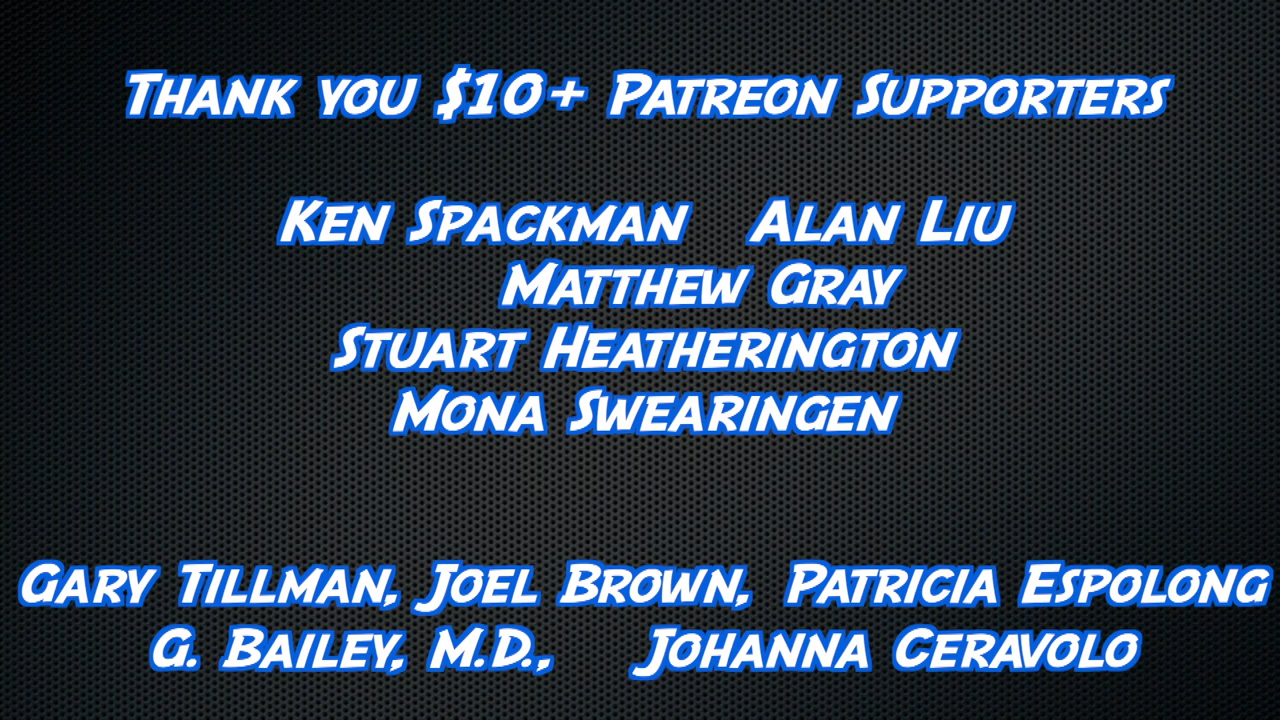 Thank you $10+ Patreon Supporters
Ken Spackman Alan Liu
Matthew Gray
Stuart Heatherington
Mona Swearingen
Gary Tillman, Joel Brown, Patricia Espolong
G. Bailey, M.D., Johanna Ceravolo